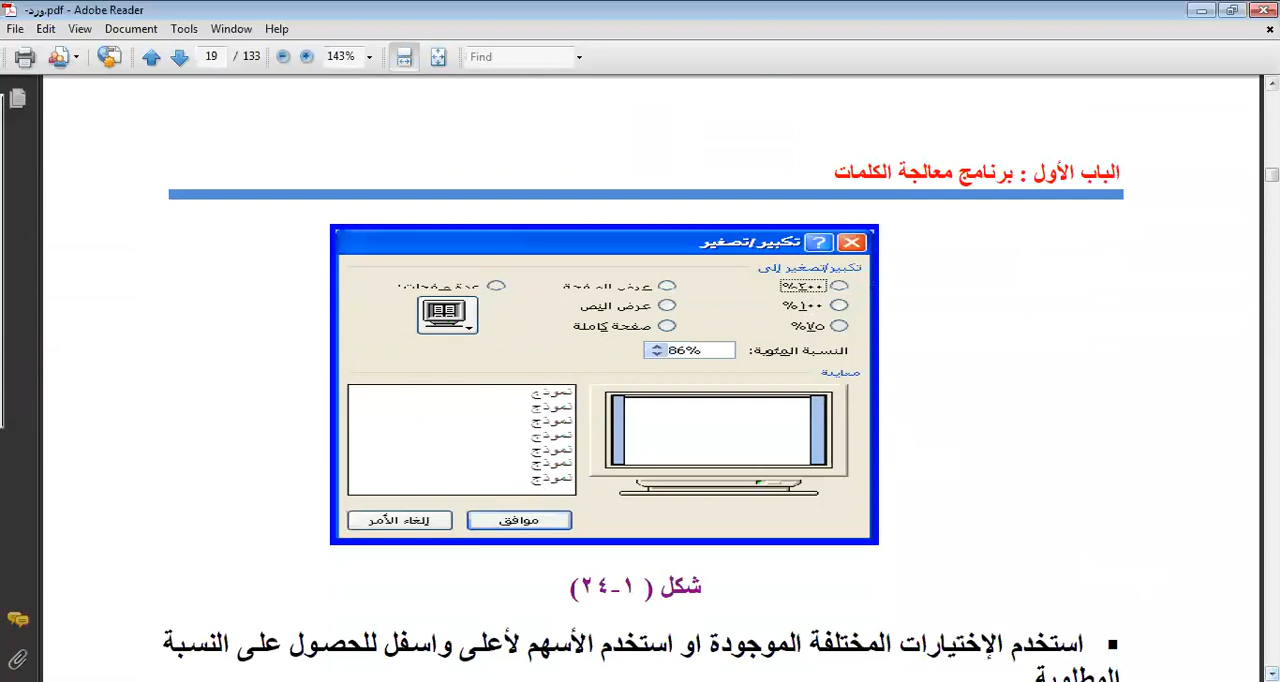 ورد-.pdf - Adobe Reader
File Edit View Document Tools Window Help
19 / 133 143% Find
الباب الأول : برنامج معالجة الكلمات
تكبير/تصغير
تكبير/تصغير إلى
٢٠٠% عرض الصفحة عدة صفحات:
١٠٠% عرض النص
٧٥% صفحة كاملة
النسبة المئوية: 86%
معاينة
نموذج
نموذج
نموذج
نموذج
نموذج
نموذج
نموذج
موافق إلغاء الأمر
شكل ( ١-٢٤)
▪ استخدم الإختيارات المختلفة الموجودة او استخدم الأسهم لأعلى واسفل للحصول على النسبة
المطلوبة